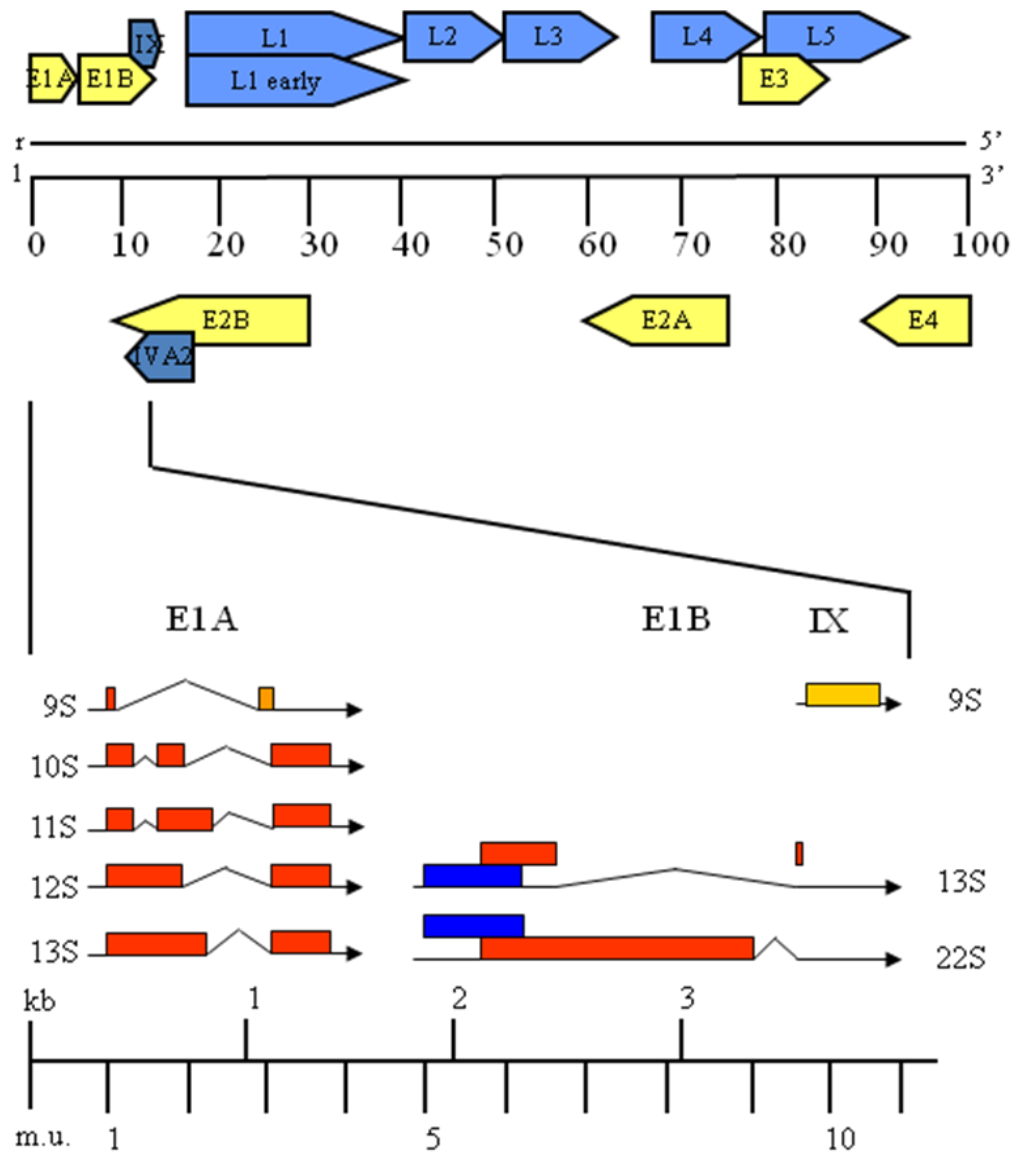 IX L1 L2 L3 L4 L5
E1A E1B L1 early E3
r 5’
1 3’
0 10 20 30 40 50 60 70 80 90 100
E2B E2A E4
IVA2
E1A E1B IX
9S 9S
10S
11S
12S 13S
13S 22S
kb 1 2 3
m.u. 1 5 10